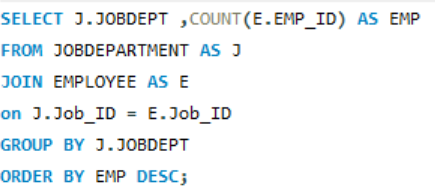 SELECT J.JOBDEPT ,COUNT(E.EMP_ID) AS EMP
FROM JOBDEPARTMENT AS J
JOIN EMPLOYEE AS E
on J.Job_ID = E.Job_ID
GROUP BY J.JOBDEPT
ORDER BY EMP DESC;